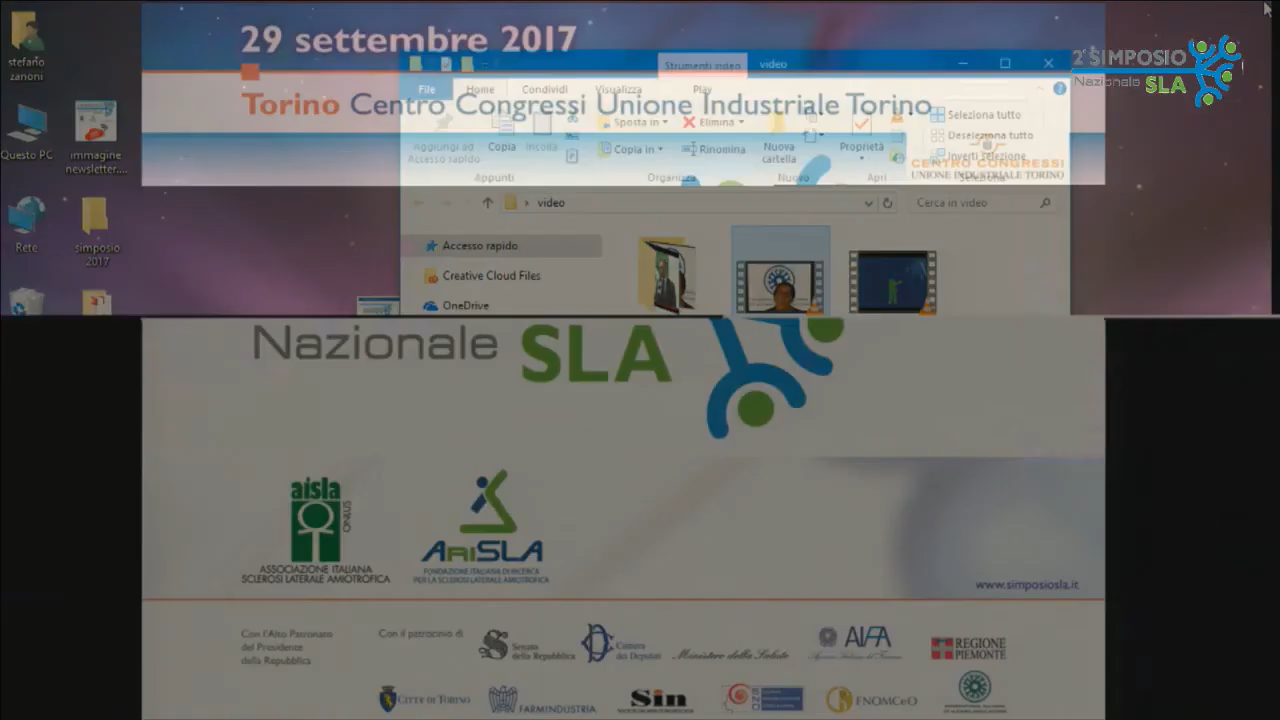 29 settembre 2017
Torino Centro Congressi Unione Industriale Torino
CENTRO CONGRESSI
UNIONE INDUSTRIALE TORINO
2° SIMPOSIO
Nazionale SLA
stefano
zanoni
Questo PC
immagine
newsletter....
Rete
simposio
2017
Strumenti video
video
File
Home
Condividi
Visualizza
Play
Aggiungi ad
Accesso rapido
Copia
Incolla
Sposta in
Copia in
Elimina
Rinomina
Nuova
cartella
Proprietà
Seleziona tutto
Deseleziona tutto
Inverti selezione
Appunti
Organizza
Nuovo
Apri
Seleziona
video
Cerca in video
Accesso rapido
Creative Cloud Files
OneDrive
Nazionale SLA
aisla
ONLUS
ASSOCIAZIONE ITALIANA
SCLEROSI LATERALE AMIOTROFICA
AriSLA
FONDAZIONE ITALIANA DI RICERCA
PER LA SCLEROSI LATERALE AMIOTROFICA
www.simposiosla.it
Con l'Alto Patronato
del Presidente
della Repubblica
Con il patrocinio di
Senato
della Repubblica
Camera
dei Deputati
Ministero della Salute
AIFA
Agenzia Italiana del Farmaco
REGIONE
PIEMONTE
CITTÀ DI TORINO
FARMINDUSTRIA
Sin
FNOMCeO